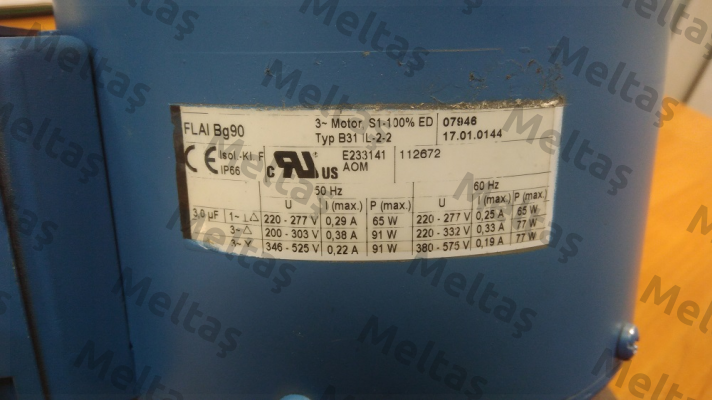 FLAI Bg90 3~ Motor S1-100% ED 07946
Typ B31 IL-2-2 17.01.0144
CE Isol.-Kl. F c RU US E233141 112672
IP66 AOM
50 Hz 60 Hz
U I (max.) P (max.) U I (max.) P (max.)
3,0 µF 1~ ⊥△ 220 - 277 V 0,29 A 65 W 220 - 277 V 0,25 A 65 W
3~ △ 200 - 303 V 0,38 A 91 W 220 - 332 V 0,33 A 77 W
3~ Y 346 - 525 V 0,22 A 91 W 380 - 575 V 0,19 A 77 W
Meltaş
Meltaş
Meltaş
Meltaş
Meltaş
Meltaş
Meltaş
Meltaş
Meltaş
Meltaş
Meltaş
Meltaş